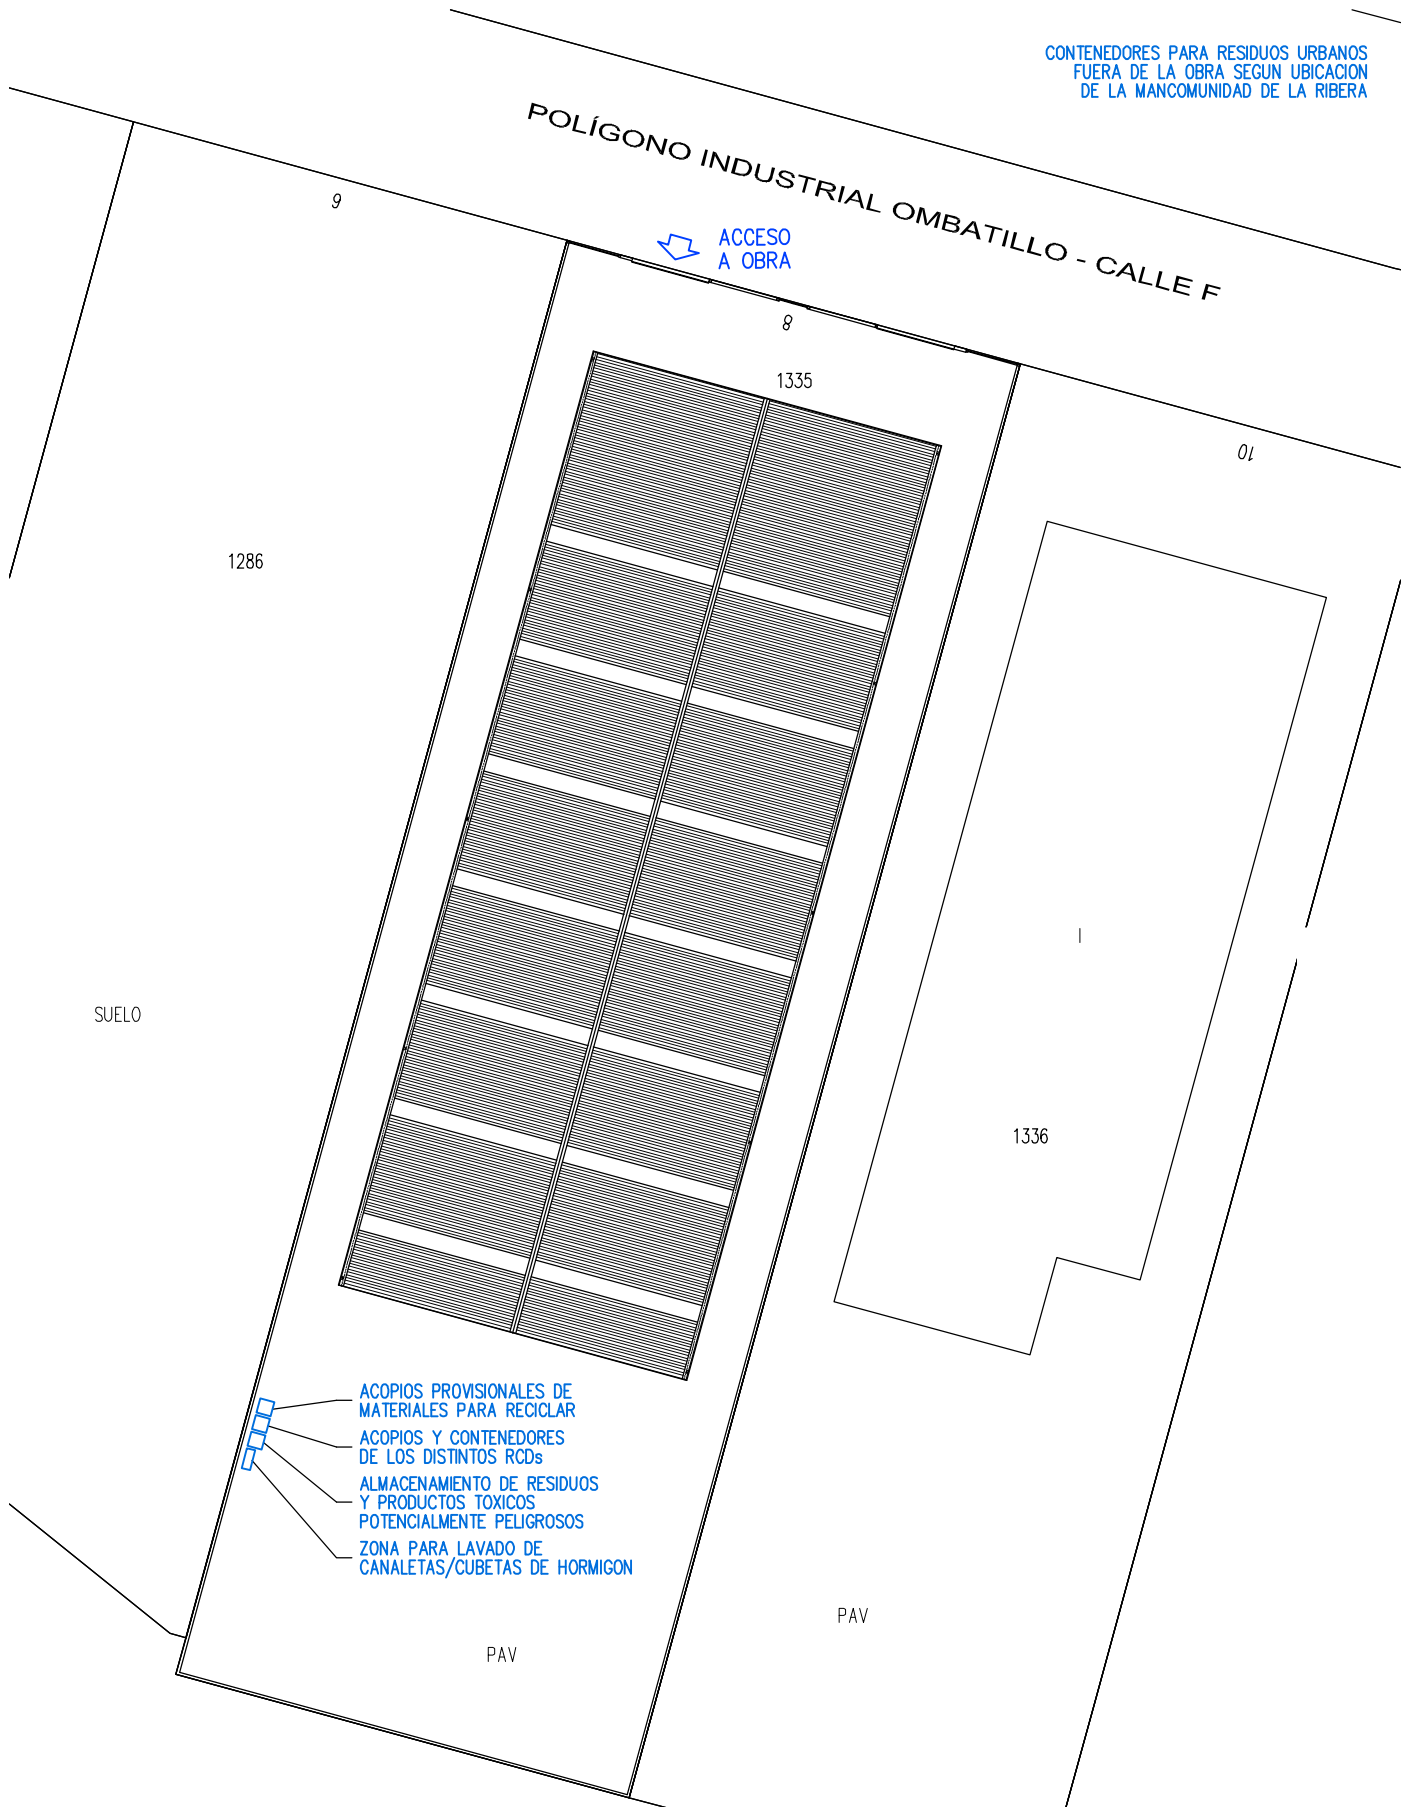 CONTENEDORES PARA RESIDUOS URBANOS
FUERA DE LA OBRA SEGUN UBICACION
DE LA MANCOMUNIDAD DE LA RIBERA
POLÍGONO INDUSTRIAL OMBATILLO - CALLE F
6
ACCESO
A OBRA
8
1335
10
1286
I
SUELO
1336
ACOPIOS PROVISIONALES DE
MATERIALES PARA RECICLAR
ACOPIOS Y CONTENEDORES
DE LOS DISTINTOS RCDs
ALMACENAMIENTO DE RESIDUOS
Y PRODUCTOS TOXICOS
POTENCIALMENTE PELIGROSOS
ZONA PARA LAVADO DE
CANALETAS/CUBETAS DE HORMIGON
PAV
PAV